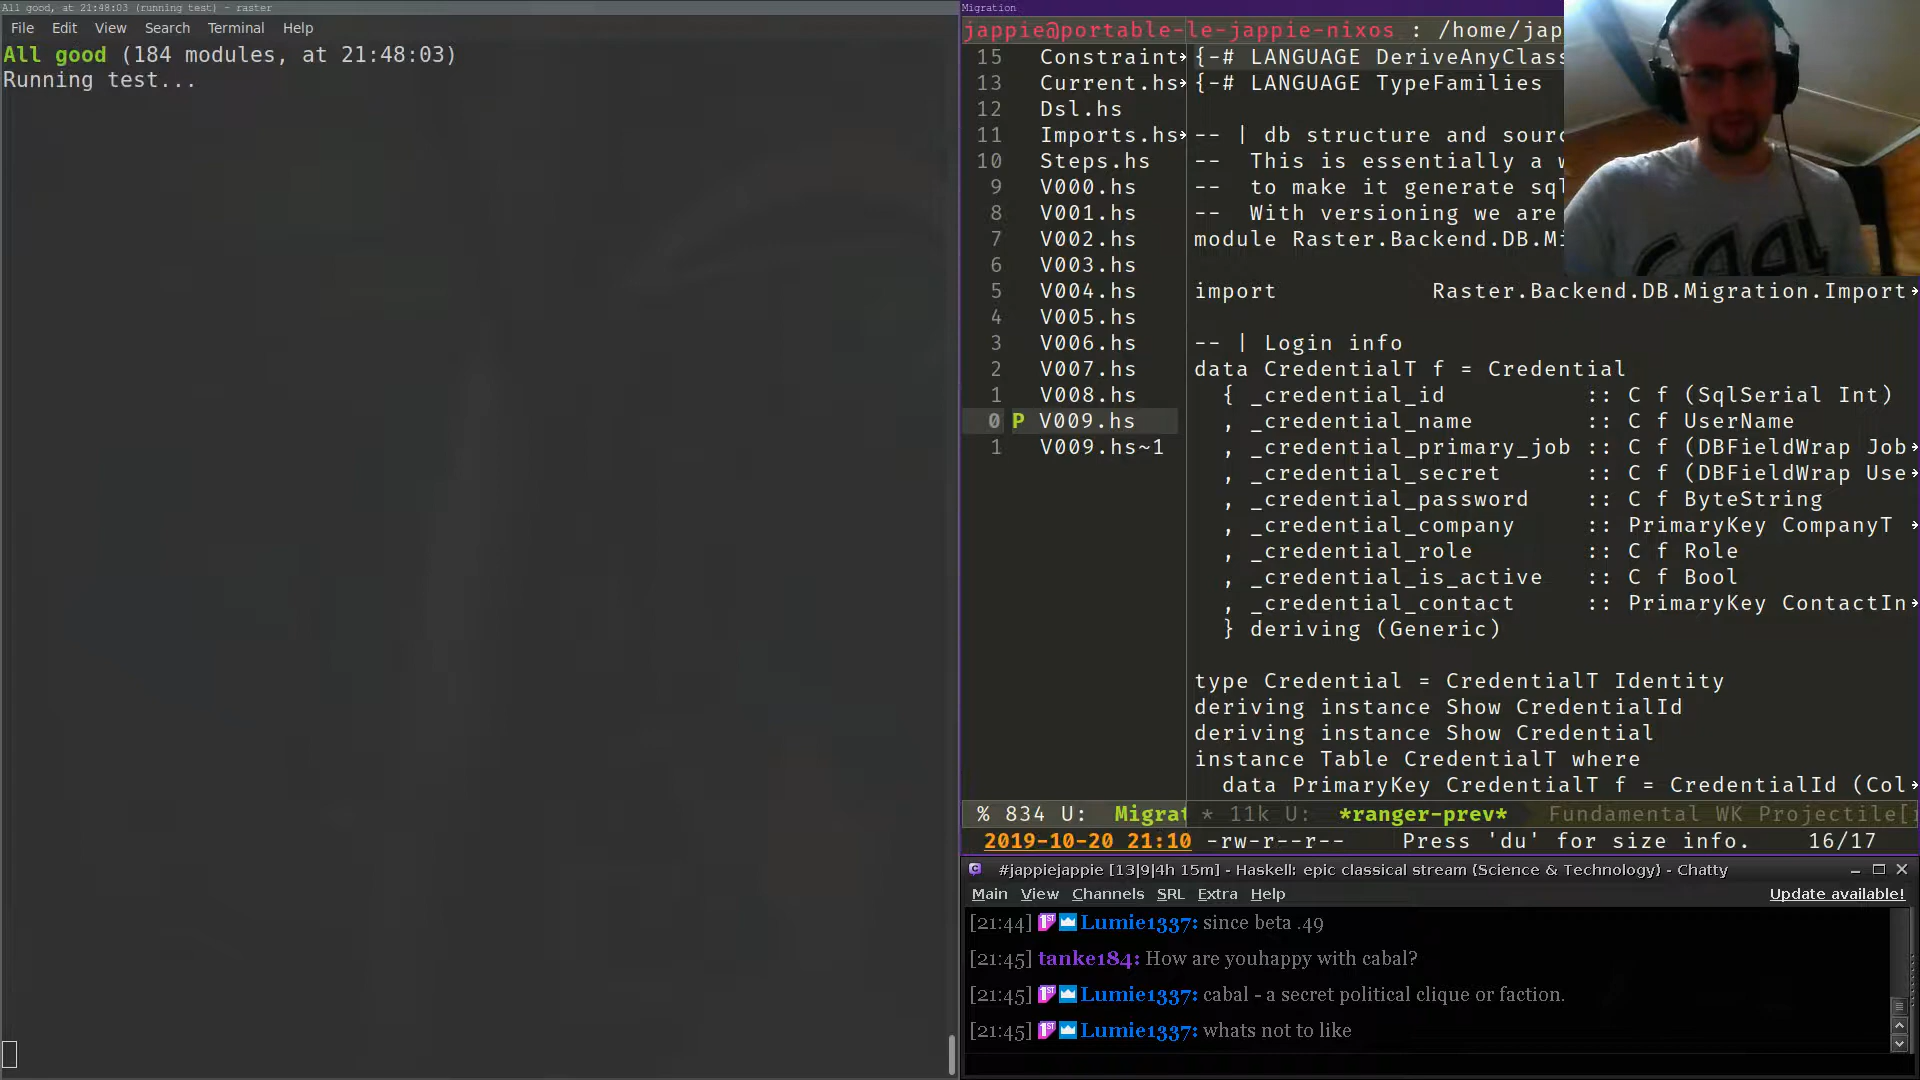 All good, at 21:48:03 (running test) - raster
File Edit View Search Terminal Help
All good (184 modules, at 21:48:03)
Running test...
Migration
jappie@portable-le-jappie-nixos : /home/jap
15 Constraint
13 Current.hs
12 Dsl.hs
11 Imports.hs
10 Steps.hs
9 V000.hs
8 V001.hs
7 V002.hs
6 V003.hs
5 V004.hs
4 V005.hs
3 V006.hs
2 V007.hs
1 V008.hs
0 P V009.hs
1 V009.hs~1
{-# LANGUAGE DeriveAnyClass
{-# LANGUAGE TypeFamilies
-- | db structure and sourc
-- This is essentially a w
-- to make it generate sql
-- With versioning we are
module Raster.Backend.DB.Mi
import Raster.Backend.DB.Migration.Import
-- | Login info
data CredentialT f = Credential
{ _credential_id :: C f (SqlSerial Int)
, _credential_name :: C f UserName
, _credential_primary_job :: C f (DBFieldWrap Job
, _credential_secret :: C f (DBFieldWrap Use
, _credential_password :: C f ByteString
, _credential_company :: PrimaryKey CompanyT
, _credential_role :: C f Role
, _credential_is_active :: C f Bool
, _credential_contact :: PrimaryKey ContactIn
} deriving (Generic)
type Credential = CredentialT Identity
deriving instance Show CredentialId
deriving instance Show Credential
instance Table CredentialT where
data PrimaryKey CredentialT f = CredentialId (Col
% 834 U: Migrat * 11k U: *ranger-prev* Fundamental WK Projectile[
2019-10-20 21:10 -rw-r--r-- Press 'du' for size info. 16/17
#jappiejappie [13|9|4h 15m] - Haskell: epic classical stream (Science & Technology) - Chatty
Main View Channels SRL Extra Help Update available!
[21:44] Lumie1337: since beta .49
[21:45] tanke184: How are youhappy with cabal?
[21:45] Lumie1337: cabal - a secret political clique or faction.
[21:45] Lumie1337: whats not to like